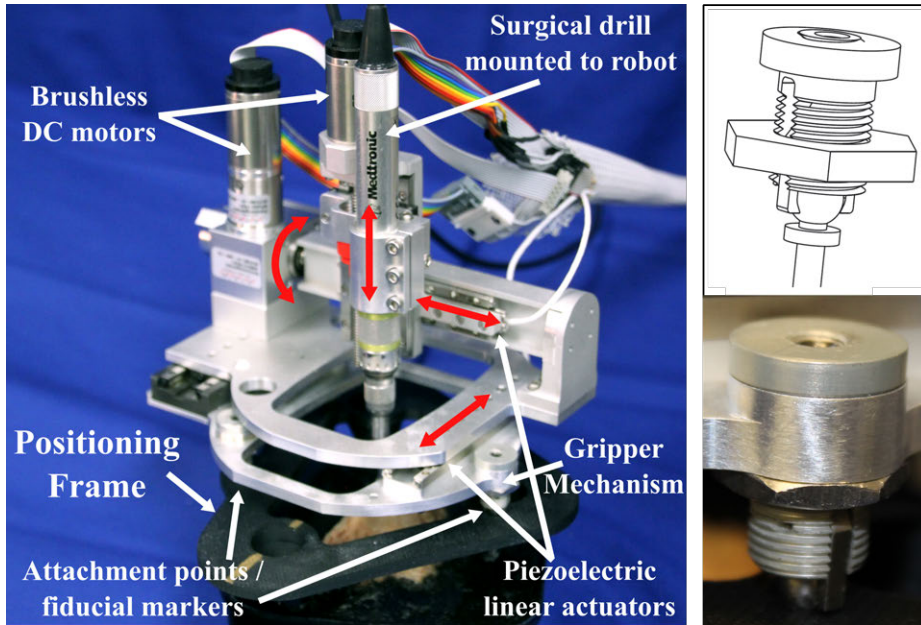 Surgical drill
mounted to robot
Brushless
DC motors
Medtronic
Positioning
Frame
Gripper
Mechanism
Attachment points /
fiducial markers
Piezoelectric
linear actuators